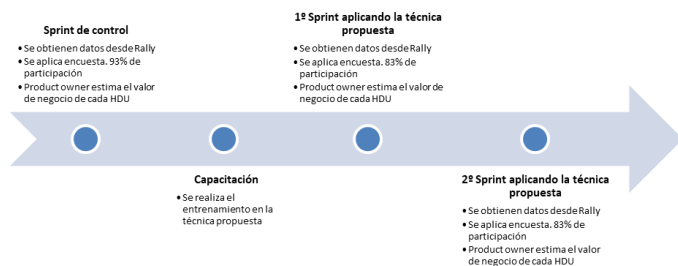 Sprint de control
• Se obtienen datos desde Rally
• Se aplica encuesta. 93% de
participación
• Product owner estima el valor
de negocio de cada HDU
Capacitación
• Se realiza el
entrenamiento en la
técnica propuesta
1º Sprint aplicando la técnica
propuesta
• Se obtienen datos desde Rally
• Se aplica encuesta. 83% de
participación
• Product owner estima el valor de
negocio de cada HDU
2º Sprint aplicando la técnica
propuesta
• Se obtienen datos desde Rally
• Se aplica encuesta. 83% de
participación
• Product owner estima el valor
de negocio de cada HDU